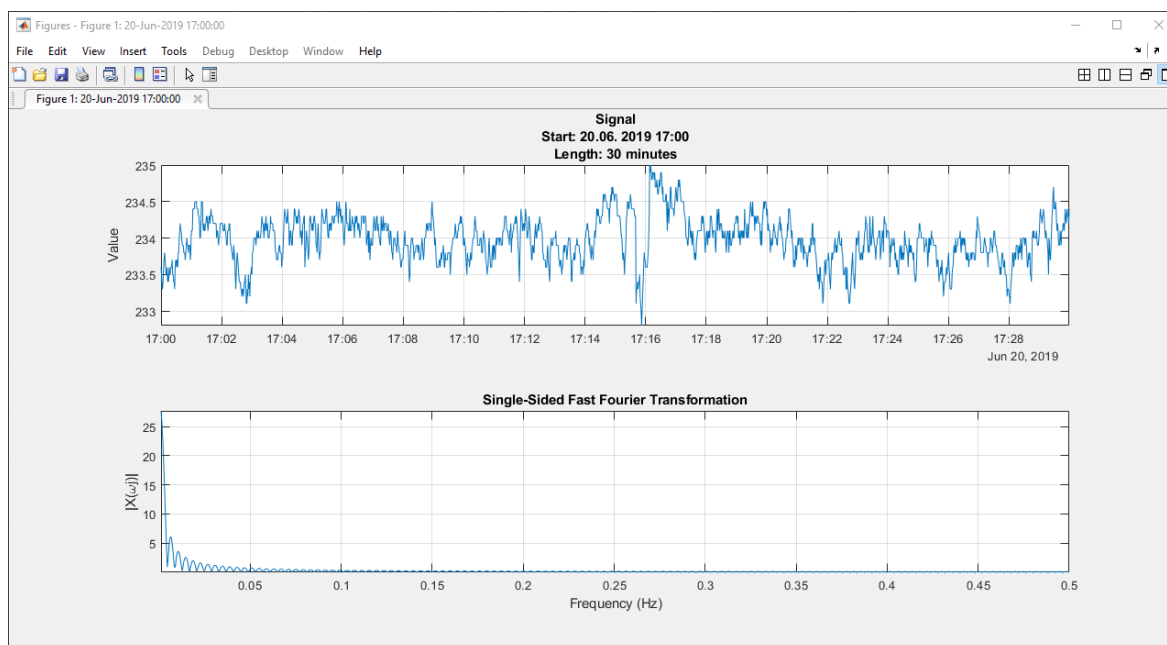 Figures - Figure 1: 20-Jun-2019 17:00:00
File Edit View Insert Tools Debug Desktop Window Help
Figure 1: 20-Jun-2019 17:00:00
Signal
Start: 20.06. 2019 17:00
Length: 30 minutes
235
234.5
234
233.5
233
Value
17:00 17:02 17:04 17:06 17:08 17:10 17:12 17:14 17:16 17:18 17:20 17:22 17:24 17:26 17:28
Jun 20, 2019
Single-Sided Fast Fourier Transformation
25
20
15
10
5
|X(ωj)|
0.05 0.1 0.15 0.2 0.25 0.3 0.35 0.4 0.45 0.5
Frequency (Hz)